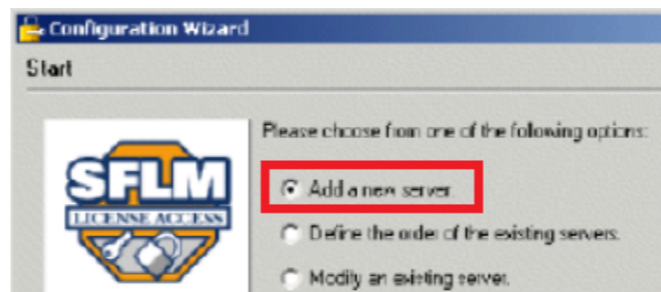 Configuration Wizard
Start
Please choose from one of the following options:
SFLM
LICENSE ACCESS
Add a new server.
Define the order of the existing servers.
Modify an existing server.